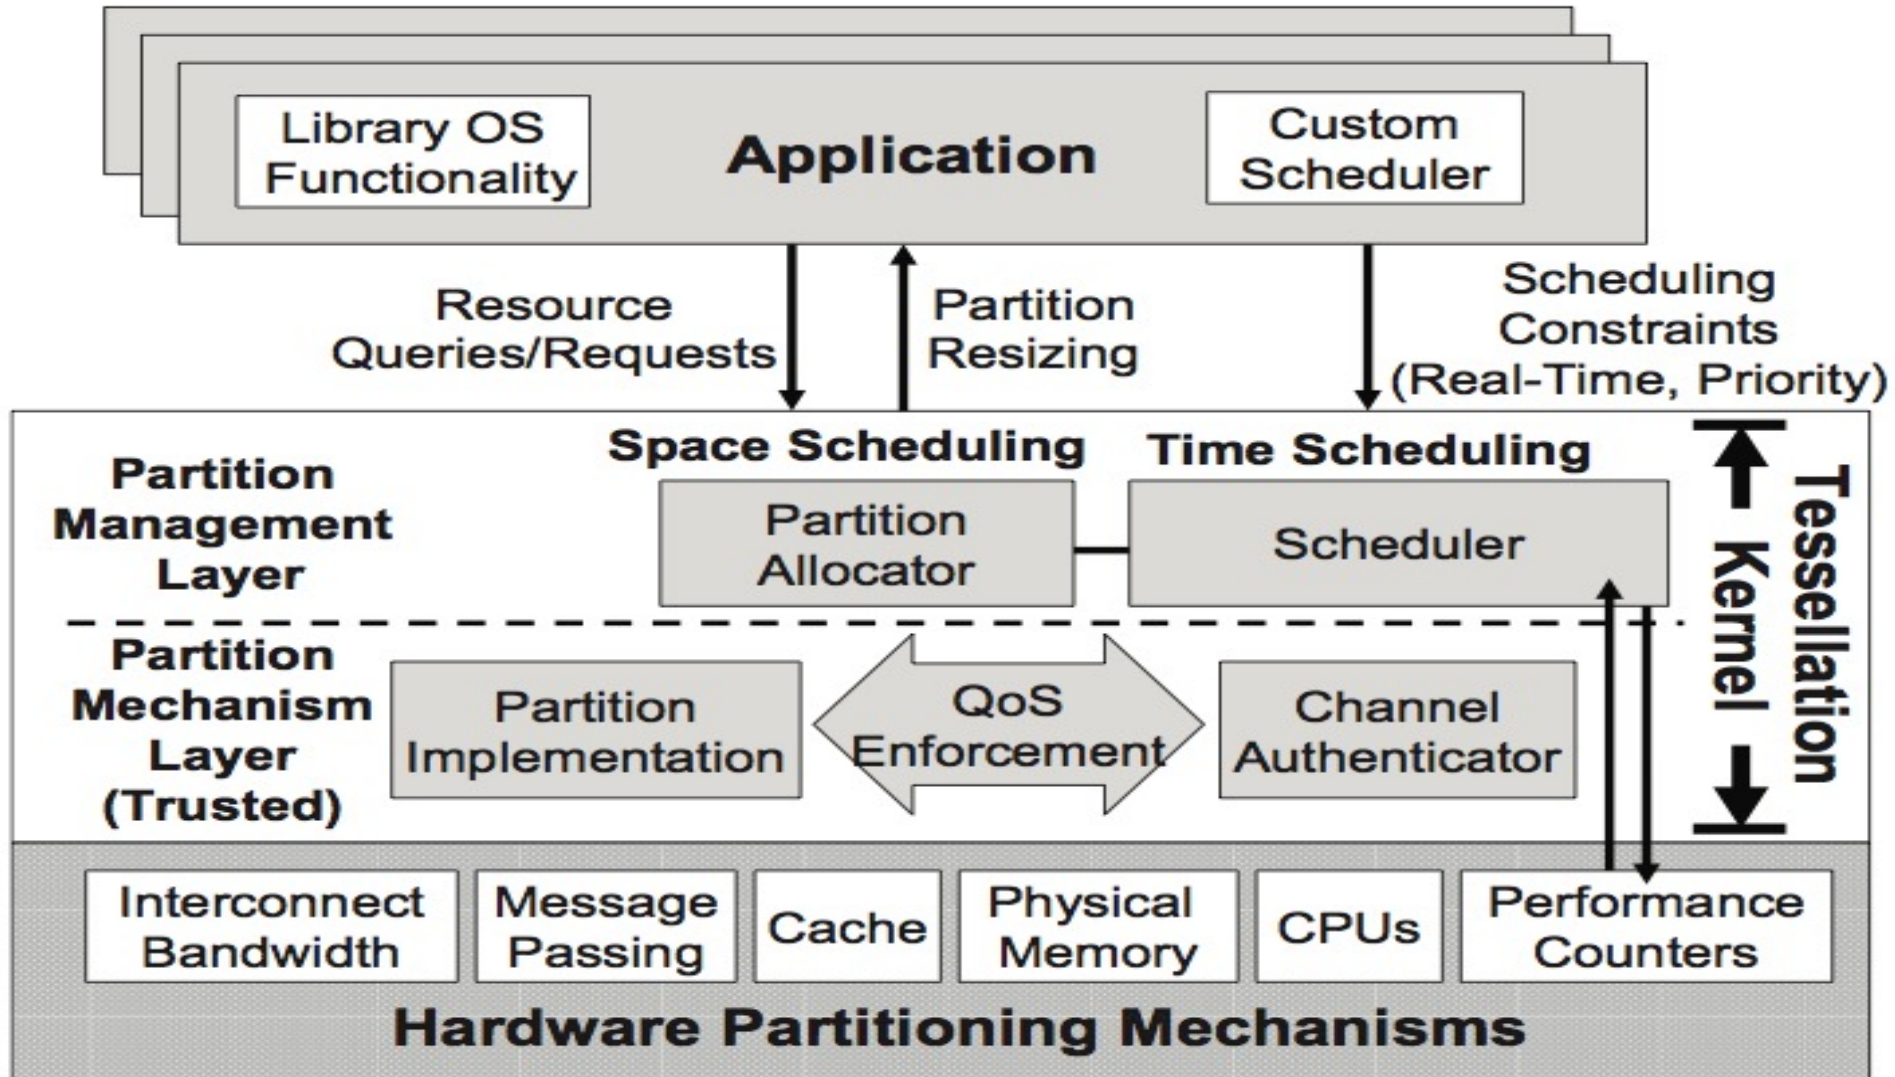 Library OS
Functionality
Application
Custom
Scheduler
Resource
Queries/Requests
Partition
Resizing
Scheduling
Constraints
(Real-Time, Priority)
Partition
Management
Layer
Space Scheduling
Partition
Allocator
Time Scheduling
Scheduler
Partition
Mechanism
Layer
(Trusted)
Partition
Implementation
QoS
Enforcement
Channel
Authenticator
Tessellation
Kernel
Interconnect
Bandwidth
Message
Passing
Cache
Physical
Memory
CPUs
Performance
Counters
Hardware Partitioning Mechanisms